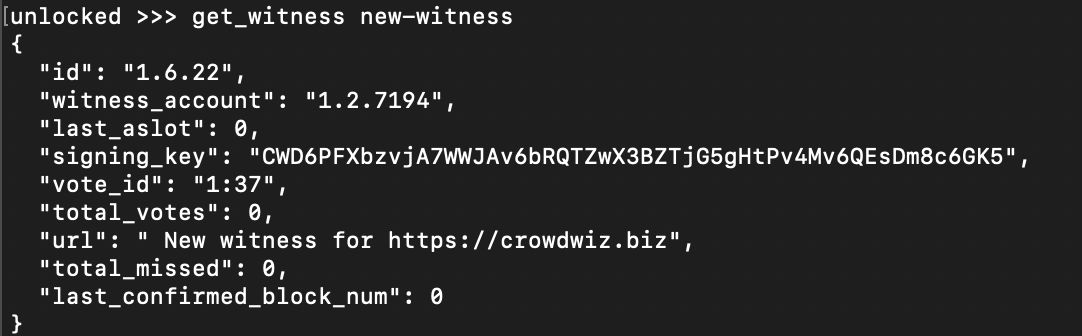 unlocked >>> get_witness new-witness
{
  "id": "1.6.22",
  "witness_account": "1.2.7194",
  "last_aslot": 0,
  "signing_key": "CWD6PFXbzvjA7WWJAv6bRQTZwX3BZTjG5gHtPv4Mv6QEsDm8c6GK5",
  "vote_id": "1:37",
  "total_votes": 0,
  "url": " New witness for https://crowdwiz.biz",
  "total_missed": 0,
  "last_confirmed_block_num": 0
}